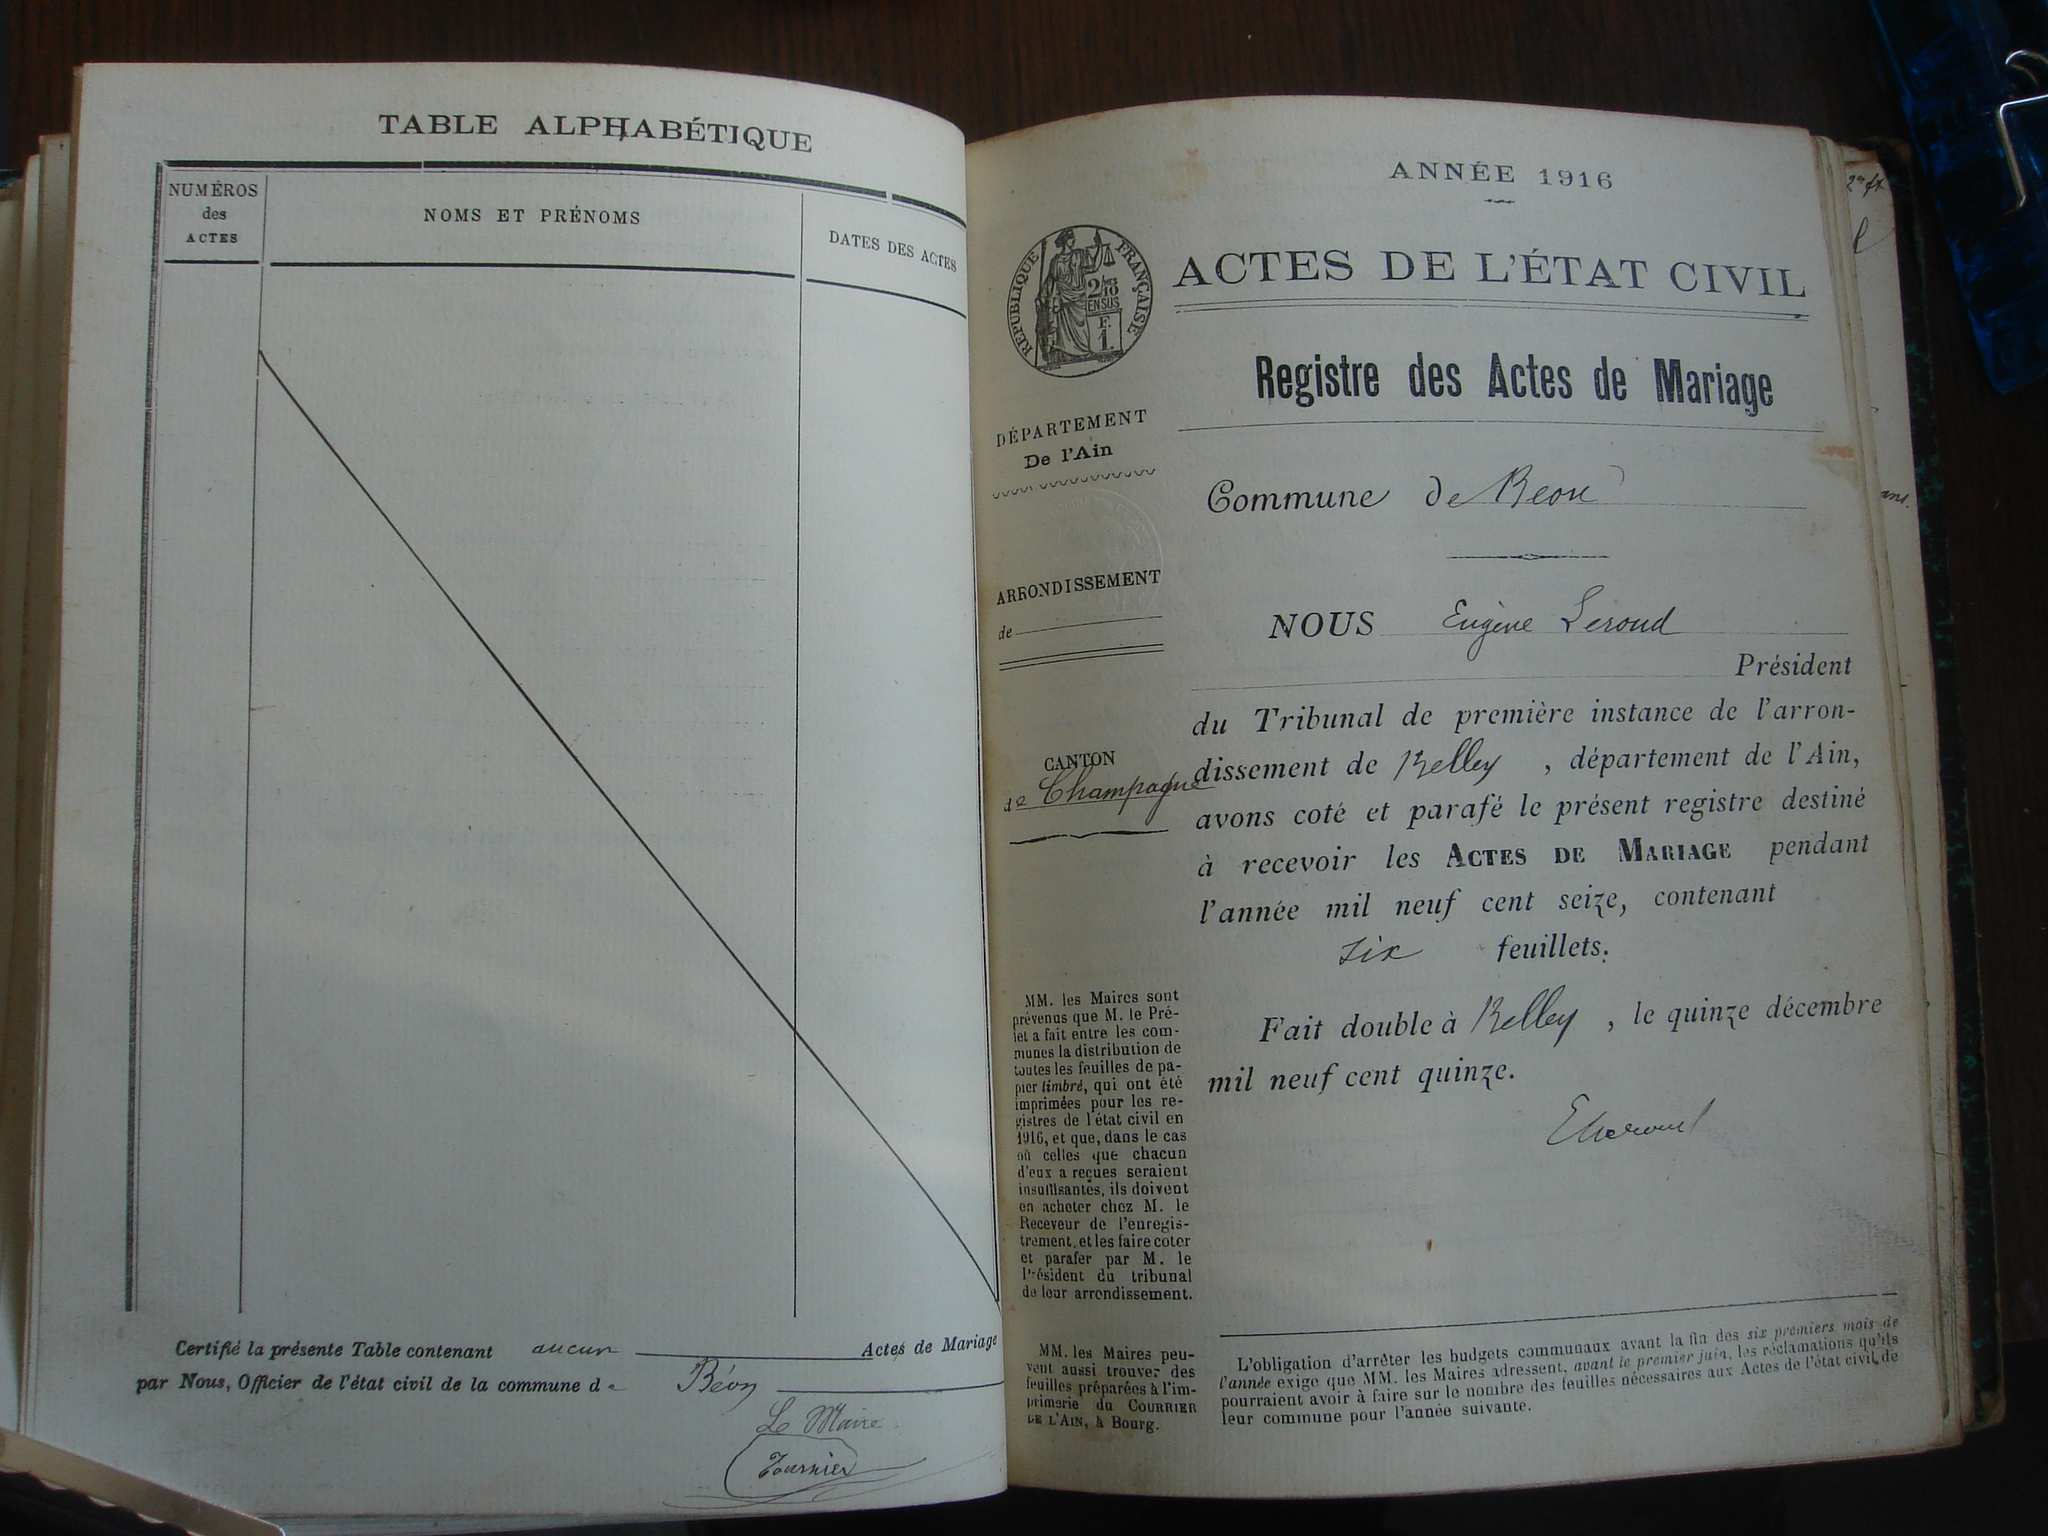 TABLE ALPHABÉTIQUE
NUMÉROS
des
ACTES
NOMS ET PRÉNOMS
DATES DES ACTES
Certifié la présente Table contenant aucun Actes de Mariage
par Nous, Officier de l'état civil de la commune de Béon
Le Maire
Tournier
ANNÉE 1916
RÉPUBLIQUE FRANÇAISE
2/10
EN SUS
F.
1.
ACTES DE L'ÉTAT CIVIL
Registre des Actes de Mariage
DÉPARTEMENT
De l'Ain
Commune de Béon
ARRONDISSEMENT
de
CANTON
de Champagne
NOUS Eugène Leroud
Président
du Tribunal de première instance de l'arron-
dissement de Belley, département de l'Ain,
avons coté et parafé le présent registre destiné
à recevoir les ACTES DE MARIAGE pendant
l'année mil neuf cent seize, contenant
six feuillets.
Fait double à Belley, le quinze décembre
mil neuf cent quinze.
MM. les Maires sont
prévenus que M. le Pré-
fet a fait entre les com-
munes la distribution de
toutes les feuilles de pa-
pier timbré, qui ont été
imprimées pour les re-
gistres de l'état civil en
1916, et que, dans le cas
où celles que chacun
d'eux a reçues seraient
insuffisantes, ils doivent
en acheter chez M. le
Receveur de l'enregis-
trement, et les faire coter
et parafer par M. le
Président du tribunal
de leur arrondissement.
MM. les Maires peu-
vent aussi trouver des
feuilles préparées à l'im-
primerie du COURRIER
DE L'AIN, à Bourg.
L'obligation d'arrêter les budgets communaux avant la fin des six premiers mois de
l'année exige que MM. les Maires adressent, avant le premier juin, les réclamations qu'ils
pourraient avoir à faire sur le nombre des feuilles nécessaires aux Actes de l'état civil de
leur commune pour l'année suivante.